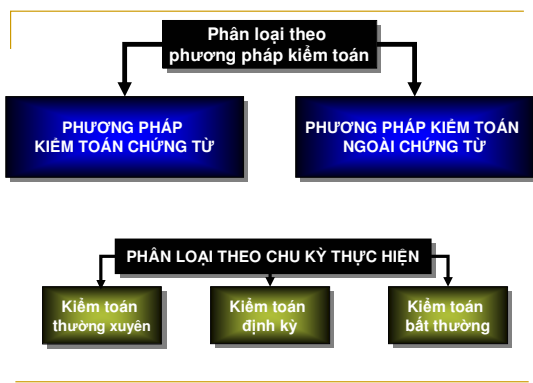 Phân loại theo
phương pháp kiểm toán
PHƯƠNG PHÁP
KIỂM TOÁN CHỨNG TỪ
PHƯƠNG PHÁP KIỂM TOÁN
NGOÀI CHỨNG TỪ
PHÂN LOẠI THEO CHU KỲ THỰC HIỆN
Kiểm toán
thường xuyên
Kiểm toán
định kỳ
Kiểm toán
bất thường